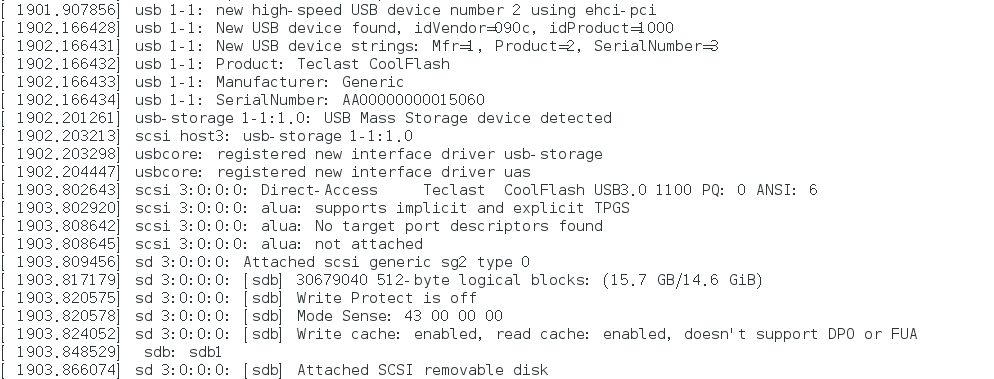 [ 1901.907856] usb 1-1: new high-speed USB device number 2 using ehci-pci
[ 1902.166428] usb 1-1: New USB device found, idVendor=090c, idProduct=1000
[ 1902.166431] usb 1-1: New USB device strings: Mfr=1, Product=2, SerialNumber=3
[ 1902.166432] usb 1-1: Product: Teclast CoolFlash
[ 1902.166433] usb 1-1: Manufacturer: Generic
[ 1902.166434] usb 1-1: SerialNumber: AA00000000015060
[ 1902.201261] usb-storage 1-1:1.0: USB Mass Storage device detected
[ 1902.203213] scsi host3: usb-storage 1-1:1.0
[ 1902.203298] usbcore: registered new interface driver usb-storage
[ 1902.204447] usbcore: registered new interface driver uas
[ 1903.802643] scsi 3:0:0:0: Direct-Access     Teclast  CoolFlash USB3.0 1100 PQ: 0 ANSI: 6
[ 1903.802920] scsi 3:0:0:0: alua: supports implicit and explicit TPGS
[ 1903.808642] scsi 3:0:0:0: alua: No target port descriptors found
[ 1903.808645] scsi 3:0:0:0: alua: not attached
[ 1903.809456] sd 3:0:0:0: Attached scsi generic sg2 type 0
[ 1903.817179] sd 3:0:0:0: [sdb] 30679040 512-byte logical blocks: (15.7 GB/14.6 GiB)
[ 1903.820575] sd 3:0:0:0: [sdb] Write Protect is off
[ 1903.820578] sd 3:0:0:0: [sdb] Mode Sense: 43 00 00 00
[ 1903.824052] sd 3:0:0:0: [sdb] Write cache: enabled, read cache: enabled, doesn't support DPO or FUA
[ 1903.848529]  sdb: sdb1
[ 1903.866074] sd 3:0:0:0: [sdb] Attached SCSI removable disk